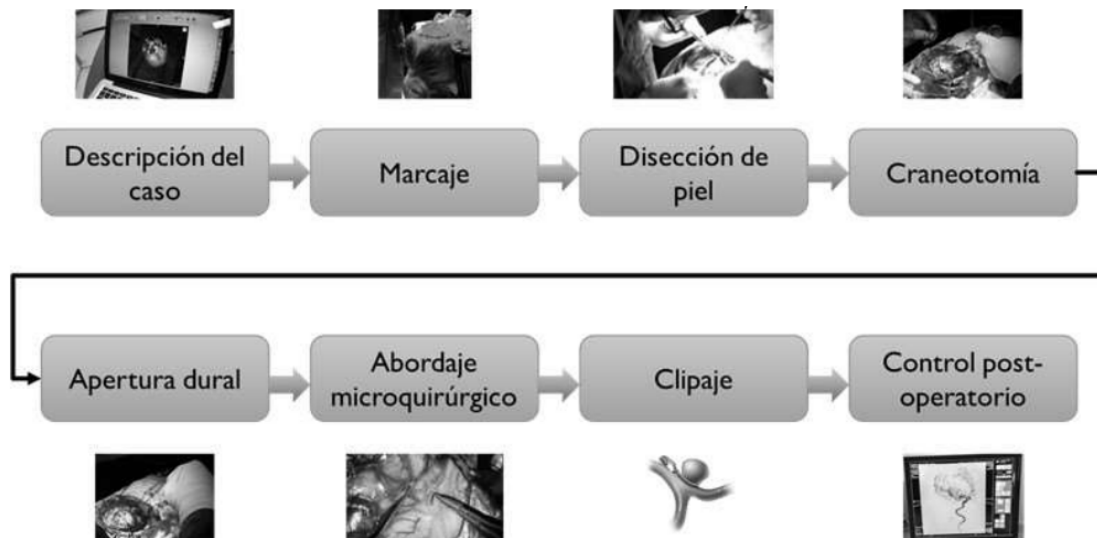 Descripción del
caso
Marcaje
Disección de
piel
Craneotomía
Apertura dural
Abordaje
microquirúrgico
Clipaje
Control post-
operatorio